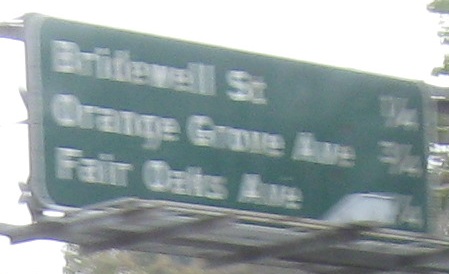 Bridewell St 1/4
Orange Grove Ave 3/4
Fair Oaks Ave